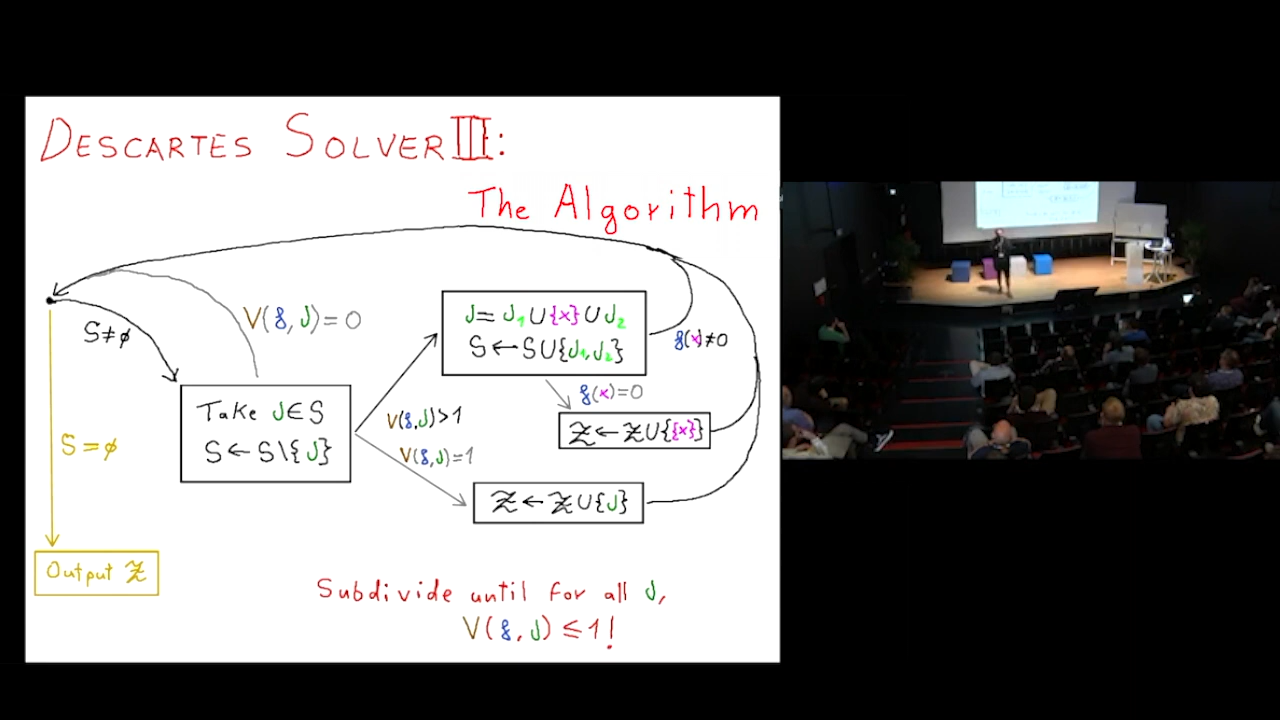 DESCARTES SOLVER III:
The Algorithm
S≠∅
V(f, J)=0
S=∅
Take J∈S
S←S\{J}
V(f,J)>1
V(f,J)=1
J= J₁∪{x}∪J₂
S←S∪{J₁,J₂}
f(x)≠0
f(x)=0
Z←Z∪{{x}}
Z←Z∪{J}
Output Z
Subdivide until for all J,
V(f, J) ≤1!